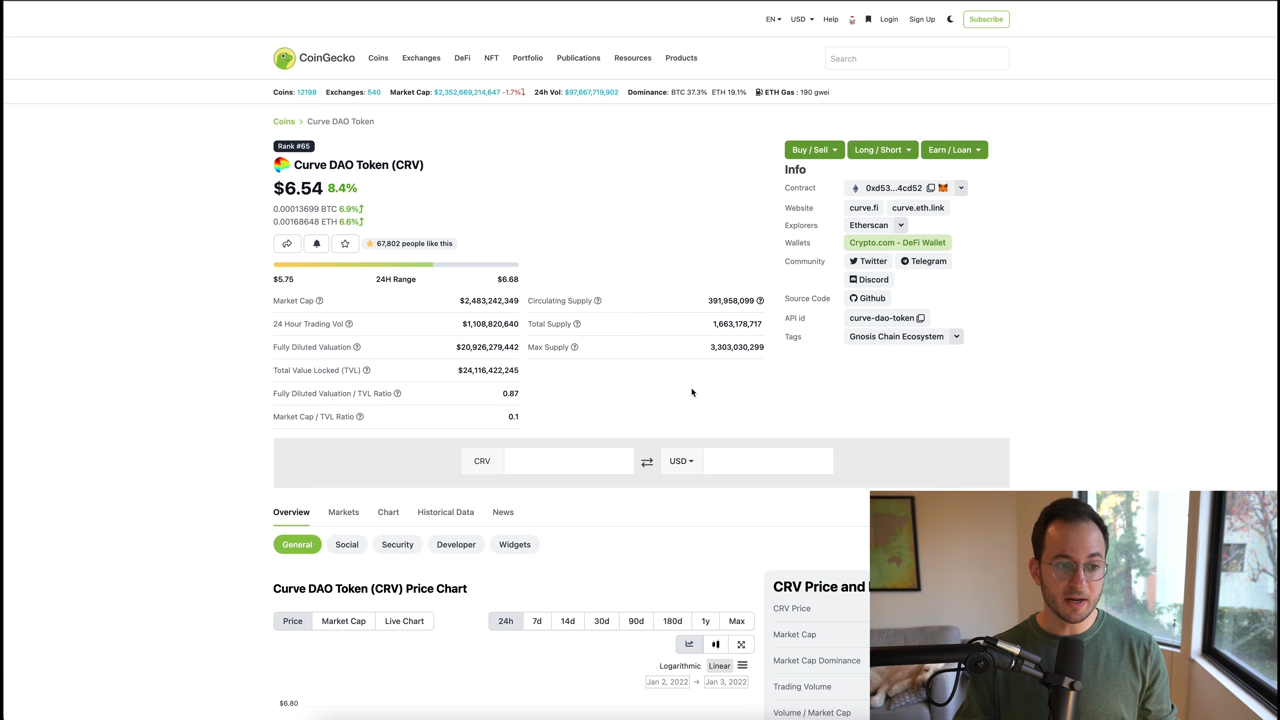 EN USD Help Login Sign Up Subscribe
CoinGecko Coins Exchanges DeFi NFT Portfolio Publications Resources Products Search
Coins: 12198 Exchanges: 540 Market Cap: $2,352,669,214,647 -1.7% 24h Vol: $97,667,719,902 Dominance: BTC 37.3% ETH 19.1% ETH Gas : 190 gwei
Coins > Curve DAO Token
Rank #65
Curve DAO Token (CRV)
$6.54 8.4%
0.00013699 BTC 6.9%
0.00168648 ETH 6.6%
67,802 people like this
$5.75 24H Range $6.68
Market Cap $2,483,242,349
24 Hour Trading Vol $1,108,820,640
Fully Diluted Valuation $20,926,279,442
Total Value Locked (TVL) $24,116,422,245
Fully Diluted Valuation / TVL Ratio 0.87
Market Cap / TVL Ratio 0.1
Circulating Supply 391,958,099
Total Supply 1,663,178,717
Max Supply 3,303,030,299
Buy / Sell Long / Short Earn / Loan
Info
Contract 0xd53...4cd52
Website curve.fi curve.eth.link
Explorers Etherscan
Wallets Crypto.com - DeFi Wallet
Community Twitter Telegram
Discord
Source Code Github
API id curve-dao-token
Tags Gnosis Chain Ecosystem
CRV USD
Overview Markets Chart Historical Data News
General Social Security Developer Widgets
Curve DAO Token (CRV) Price Chart
Price Market Cap Live Chart 24h 7d 14d 30d 90d 180d 1y Max
Logarithmic Linear
Jan 2, 2022 → Jan 3, 2022
$6.80
CRV Price and
CRV Price
Market Cap
Market Cap Dominance
Trading Volume
Volume / Market Cap